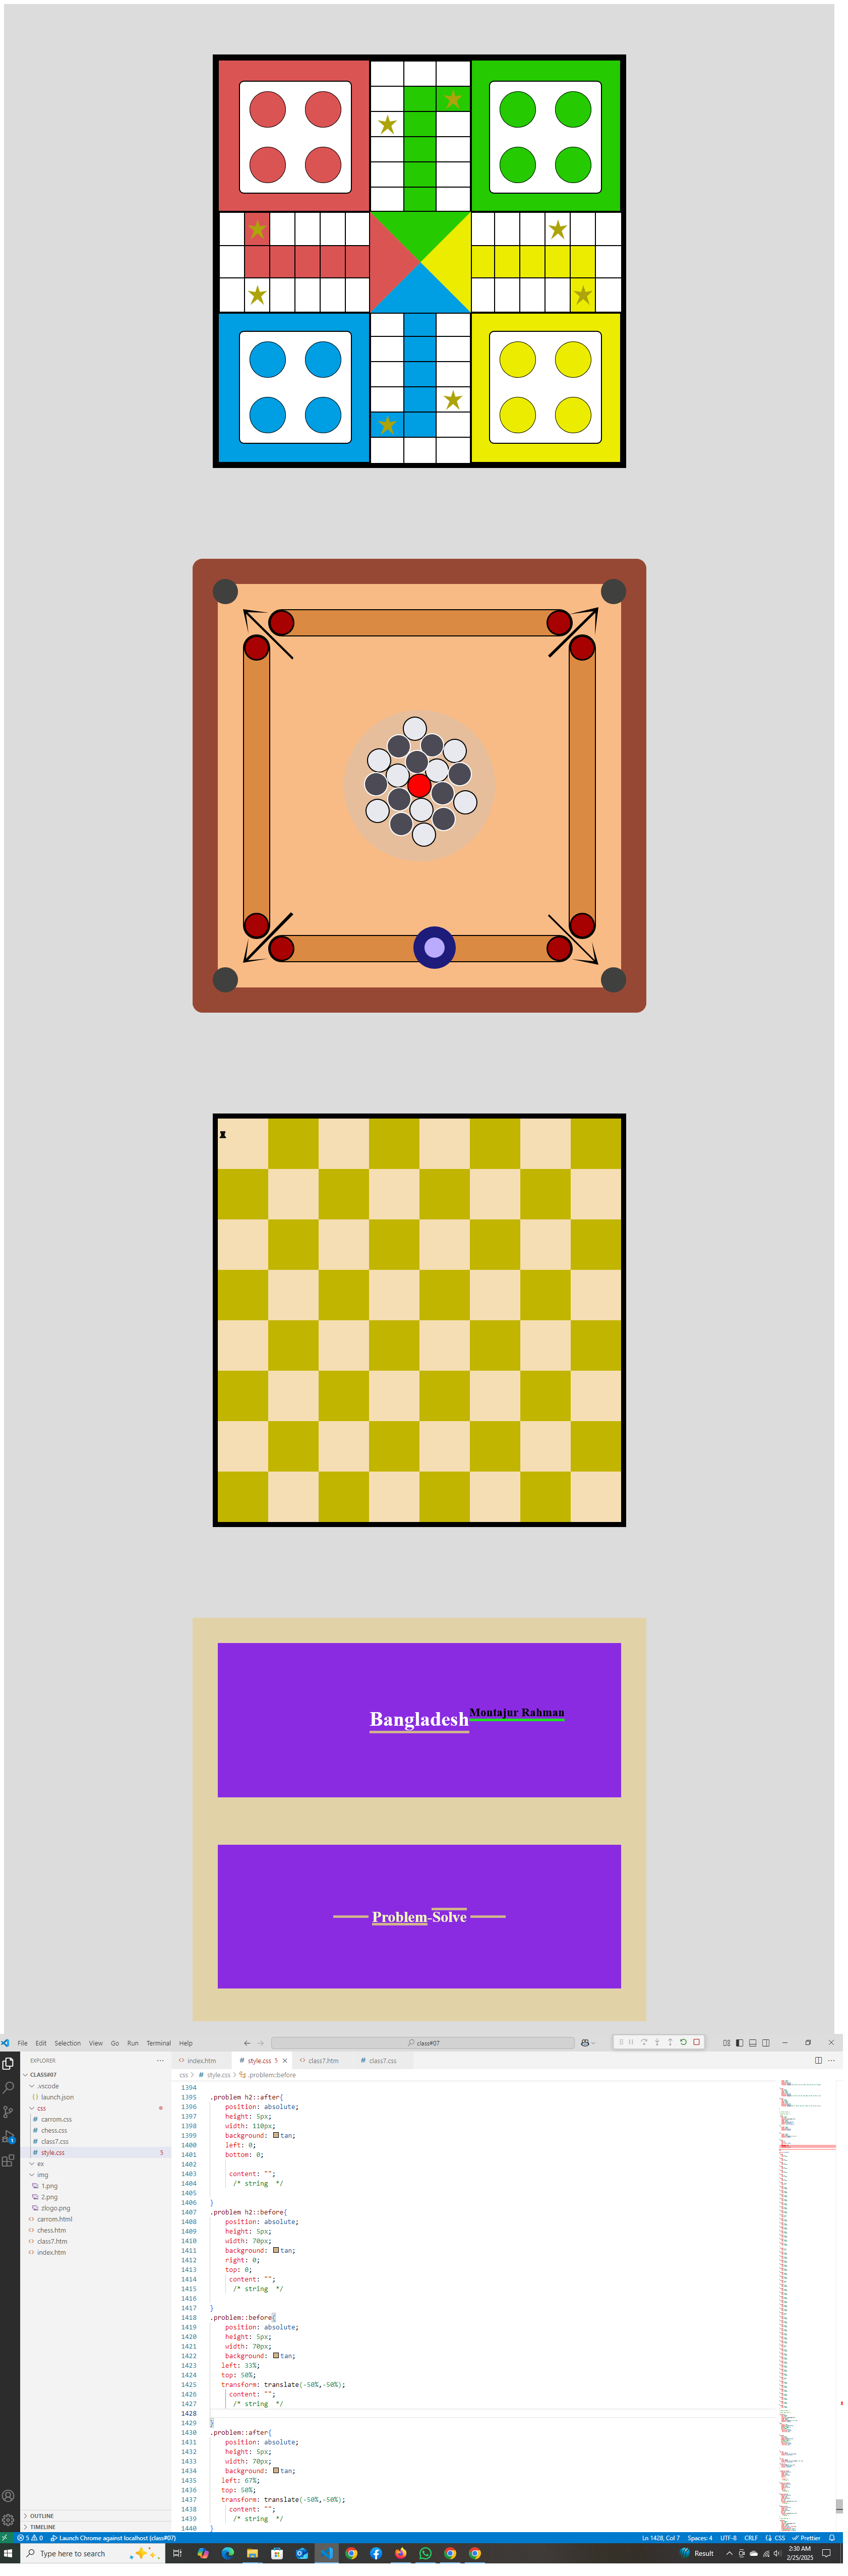 Bangladesh
Montajur Rahman
Problem-Solve
File Edit Selection View Go Run Terminal Help
class#07
EXPLORER
index.htm
style.css 5
class7.htm
class7.css
css > style.css > .problem::before
CLASS#07
.vscode
launch.json
css
carrom.css
chess.css
class7.css
style.css 5
ex
img
1.png
2.png
zlogo.png
carrom.html
chess.htm
class7.htm
index.htm
OUTLINE
TIMELINE
1394
1395 .problem h2::after{
1396 position: absolute;
1397 height: 5px;
1398 width: 110px;
1399 background: tan;
1400 left: 0;
1401 bottom: 0;
1402
1403 content: "";
1404 /* string */
1405
1406 }
1407 .problem h2::before{
1408 position: absolute;
1409 height: 5px;
1410 width: 70px;
1411 background: tan;
1412 right: 0;
1413 top: 0;
1414 content: "";
1415 /* string */
1416
1417 }
1418 .problem::before{
1419 position: absolute;
1420 height: 5px;
1421 width: 70px;
1422 background: tan;
1423 left: 33%;
1424 top: 50%;
1425 transform: translate(-50%,-50%);
1426 content: "";
1427 /* string */
1428
1429 }
1430 .problem::after{
1431 position: absolute;
1432 height: 5px;
1433 width: 70px;
1434 background: tan;
1435 left: 67%;
1436 top: 50%;
1437 transform: translate(-50%,-50%);
1438 content: "";
1439 /* string */
1440 }
5 0 Launch Chrome against localhost (class#07)
Ln 1428, Col 7 Spaces: 4 UTF-8 CRLF CSS Prettier
Type here to search
Result
2:30 AM
2/25/2025